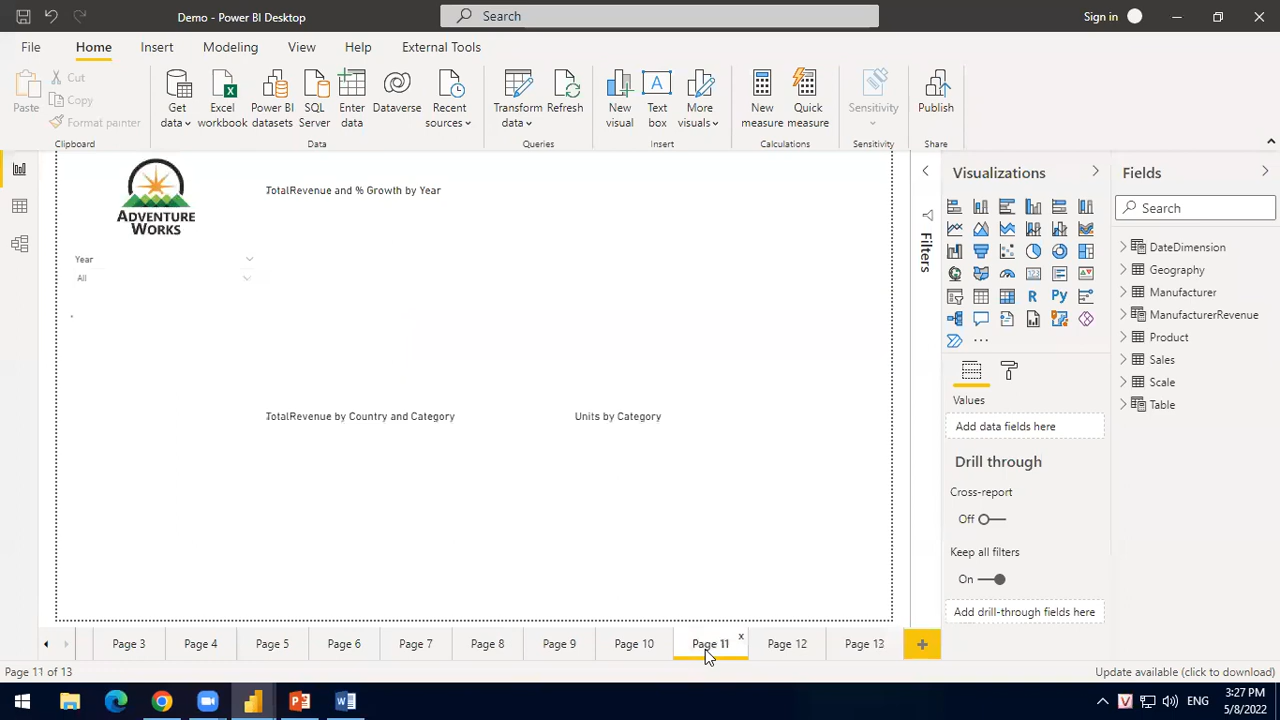 Demo - Power BI Desktop
Search
Sign in
File
Home
Insert
Modeling
View
Help
External Tools
Paste
Cut
Copy
Format painter
Clipboard
Get data
Excel workbook
Power BI datasets
SQL Server
Enter data
Dataverse
Recent sources
Data
Transform data
Refresh
Queries
New visual
Text box
More visuals
Insert
New measure
Quick measure
Calculations
Sensitivity
Sensitivity
Publish
Share
ADVENTURE
WORKS
Year
All
TotalRevenue and % Growth by Year
TotalRevenue by Country and Category
Units by Category
Filters
Visualizations
R
Py
123
Values
Add data fields here
Drill through
Cross-report
Off
Keep all filters
On
Add drill-through fields here
Fields
Search
DateDimension
Geography
Manufacturer
ManufacturerRevenue
Product
Sales
Scale
Table
Page 3
Page 4
Page 5
Page 6
Page 7
Page 8
Page 9
Page 10
Page 11
x
Page 12
Page 13
+
Page 11 of 13
Update available (click to download)
ENG
3:27 PM
5/8/2022